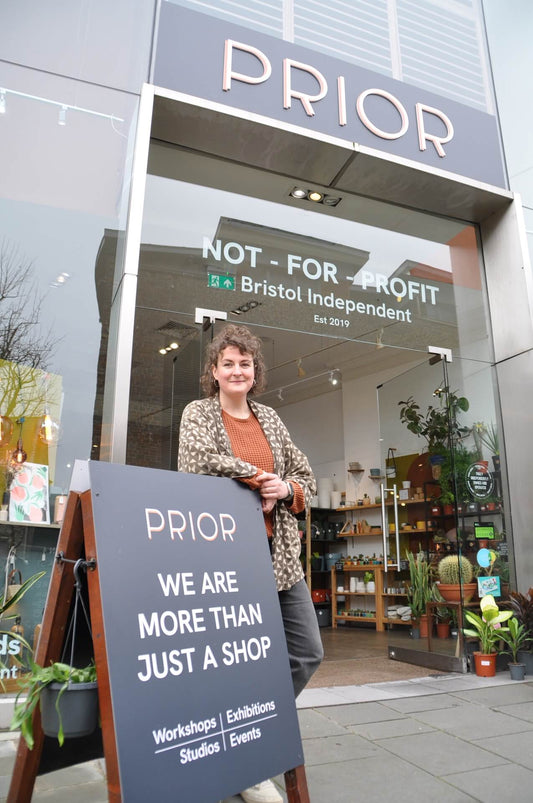 PRIOR
NOT - FOR - PROFIT
Bristol Independent
Est 2019
PRIOR
WE ARE
MORE THAN
JUST A SHOP
Workshops | Exhibitions
Studios | Events